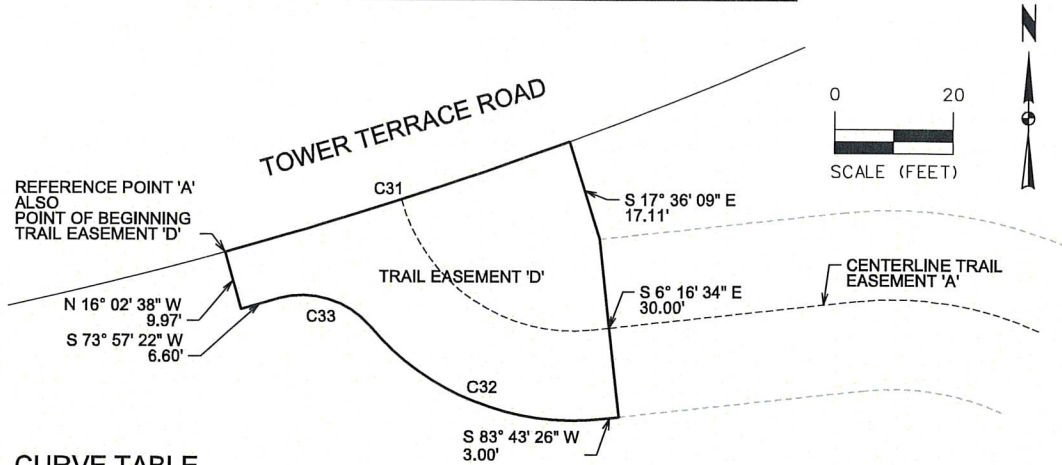 N
0 20
SCALE (FEET)
TOWER TERRACE ROAD
C31
REFERENCE POINT 'A'
ALSO
POINT OF BEGINNING
TRAIL EASEMENT 'D'
S 17° 36' 09" E
17.11'
TRAIL EASEMENT 'D'
CENTERLINE TRAIL
EASEMENT 'A'
N 16° 02' 38" W
9.97'
S 6° 16' 34" E
30.00'
C33
S 73° 57' 22" W
6.60'
C32
S 83° 43' 26" W
3.00'
CURVE TABLE